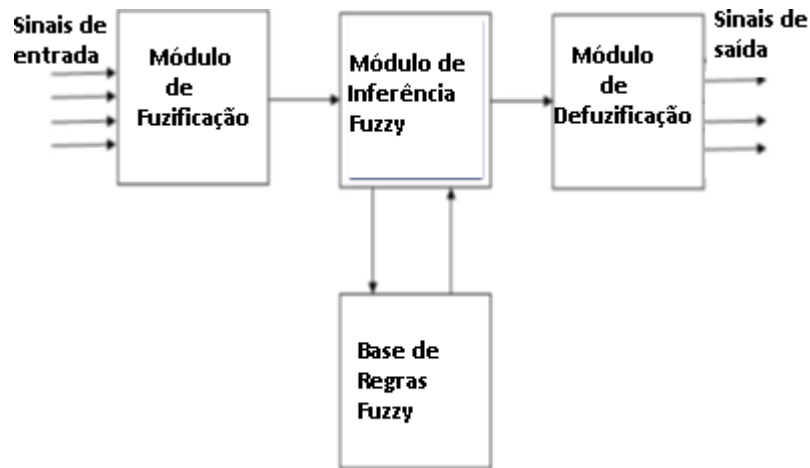 Sinais de
entrada
Módulo
de
Fuzificação
Módulo de
Inferência
Fuzzy
Módulo
de
Defuzificação
Sinais de
saída
Base de
Regras
Fuzzy